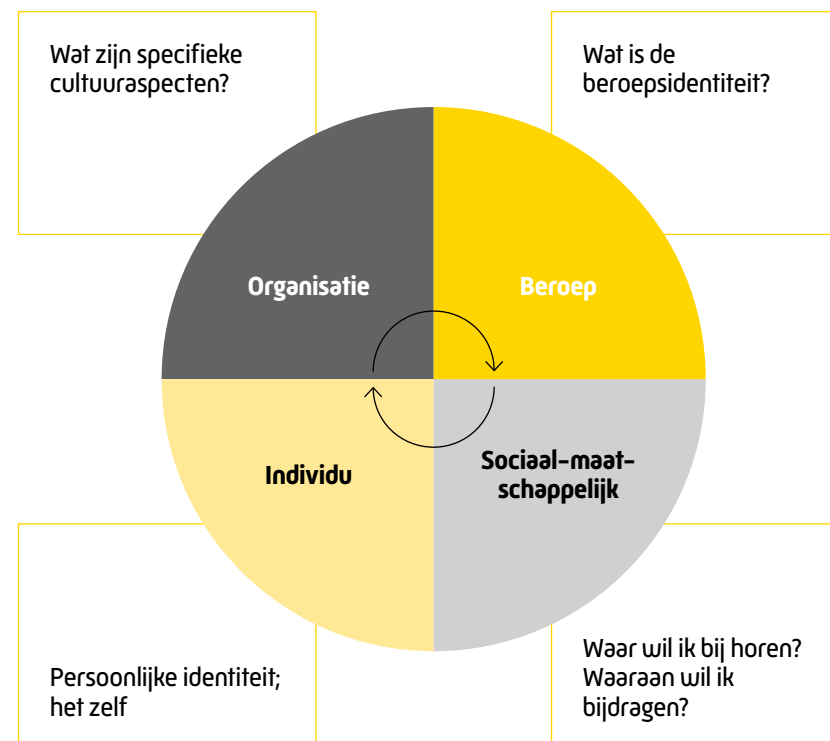 Wat zijn specifieke
cultuuraspecten?
Wat is de
beroepsidentiteit?
Organisatie
Beroep
Individu
Sociaal-maat-
schappelijk
Persoonlijke identiteit;
het zelf
Waar wil ik bij horen?
Waaraan wil ik
bijdragen?